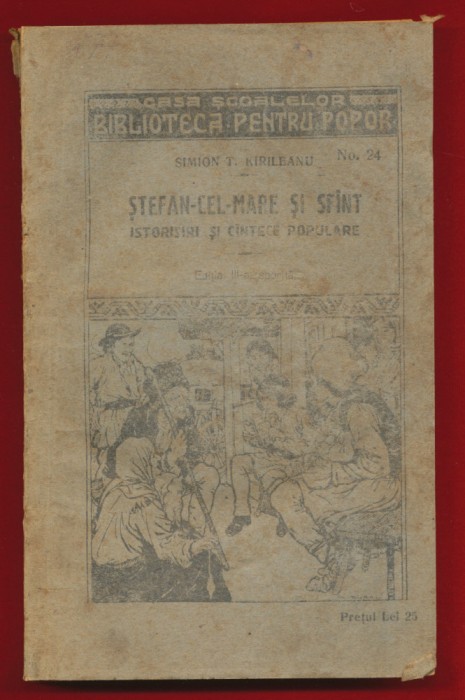 CASA ȘCOALELOR
BIBLIOTECA PENTRU POPOR
SIMION T. KIRILEANU No. 24
ȘTEFAN-CEL-MARE ȘI SFÎNT
ISTORISIRI ȘI CÎNTECE POPULARE
Prețul Lei 25